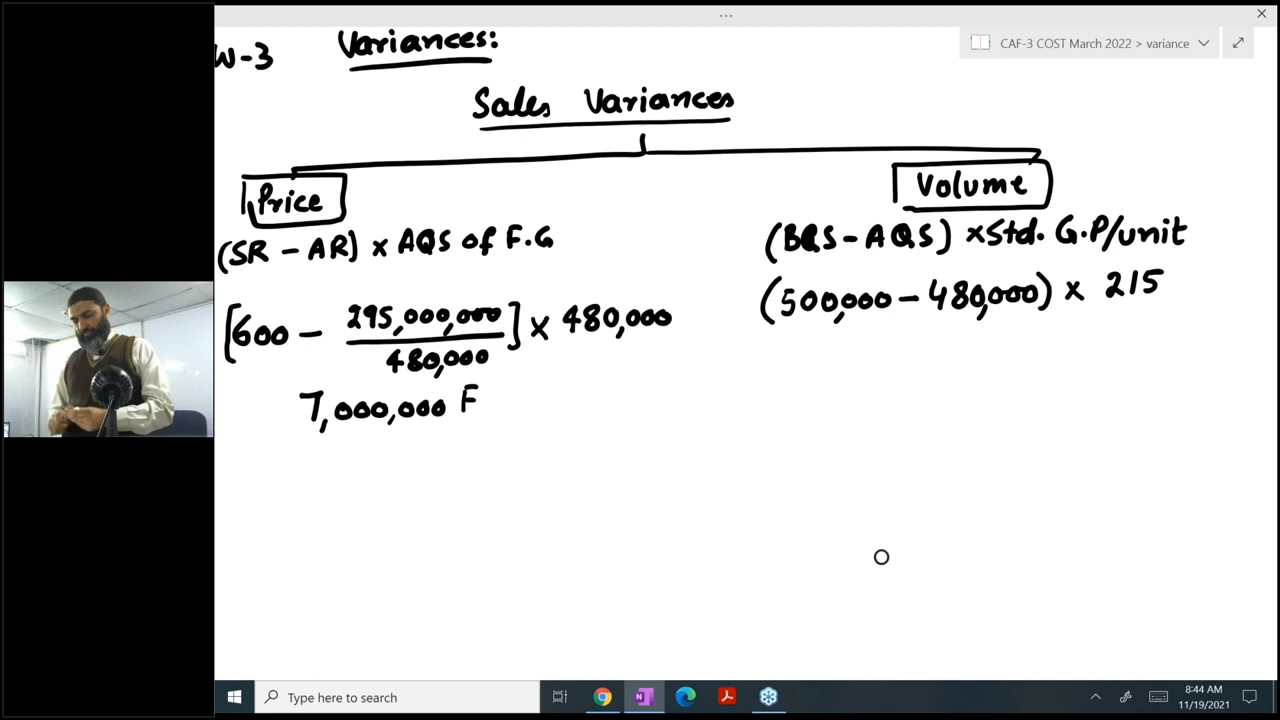 CAF-3 COST March 2022 > variance
W-3 Variances:
Sales Variances
Price
Volume
(SR - AR) x AQS of F.G
(BQS - AQS) x Std. G.P/unit
[600 - 295,000,000/480,000] x 480,000
(500,000 - 480,000) x 215
7,000,000 F
Type here to search
8:44 AM
11/19/2021